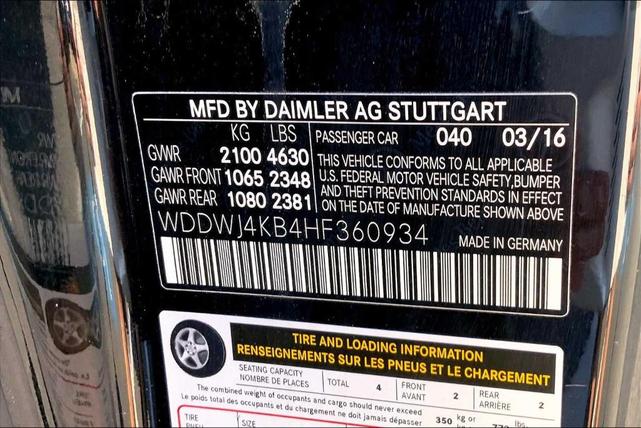 MFD BY DAIMLER AG STUTTGART
KG LBS PASSENGER CAR 040 03/16
GVWR 2100 4630 THIS VEHICLE CONFORMS TO ALL APPLICABLE
GAWR FRONT 1065 2348 U.S. FEDERAL MOTOR VEHICLE SAFETY,BUMPER
GAWR REAR 1080 2381 AND THEFT PREVENTION STANDARDS IN EFFECT
ON THE DATE OF MANUFACTURE SHOWN ABOVE
WDDWJ4KB4HF360934 MADE IN GERMANY
TIRE AND LOADING INFORMATION
RENSEIGNEMENTS SUR LES PNEUS ET LE CHARGEMENT
SEATING CAPACITY
NOMBRE DE PLACES
TOTAL 4
FRONT
AVANT 2
REAR
ARRIÈRE 2
The combined weight of occupants and cargo should never exceed
Le poids total des occupants et du chargement ne doit jamais dépasser
350 kg or
lbs.
TIRE SIZE